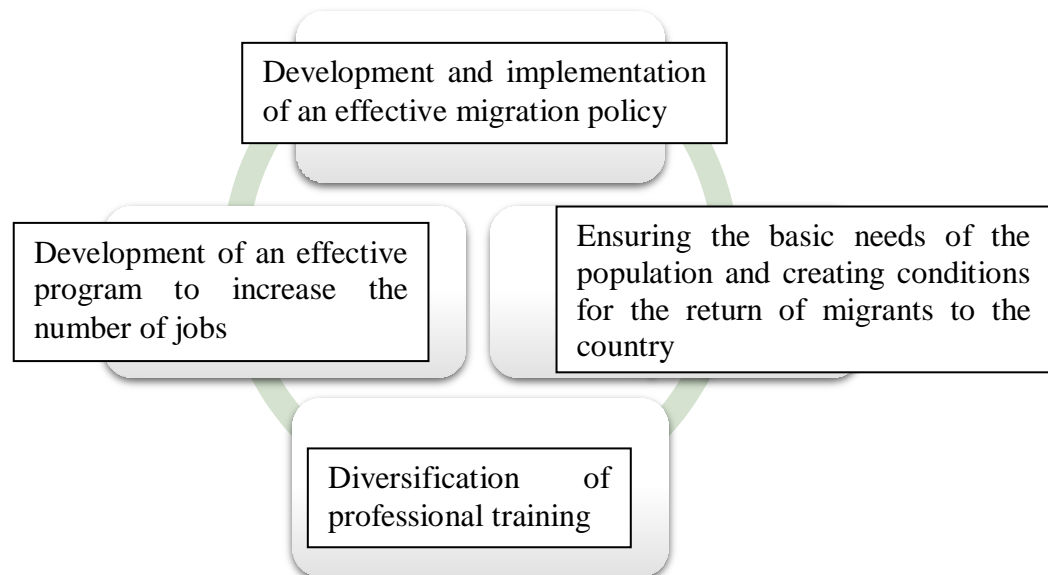 Development and implementation
of an effective migration policy
Development of an effective
program to increase the
number of jobs
Ensuring the basic needs of the
population and creating conditions
for the return of migrants to the
country
Diversification of
professional training